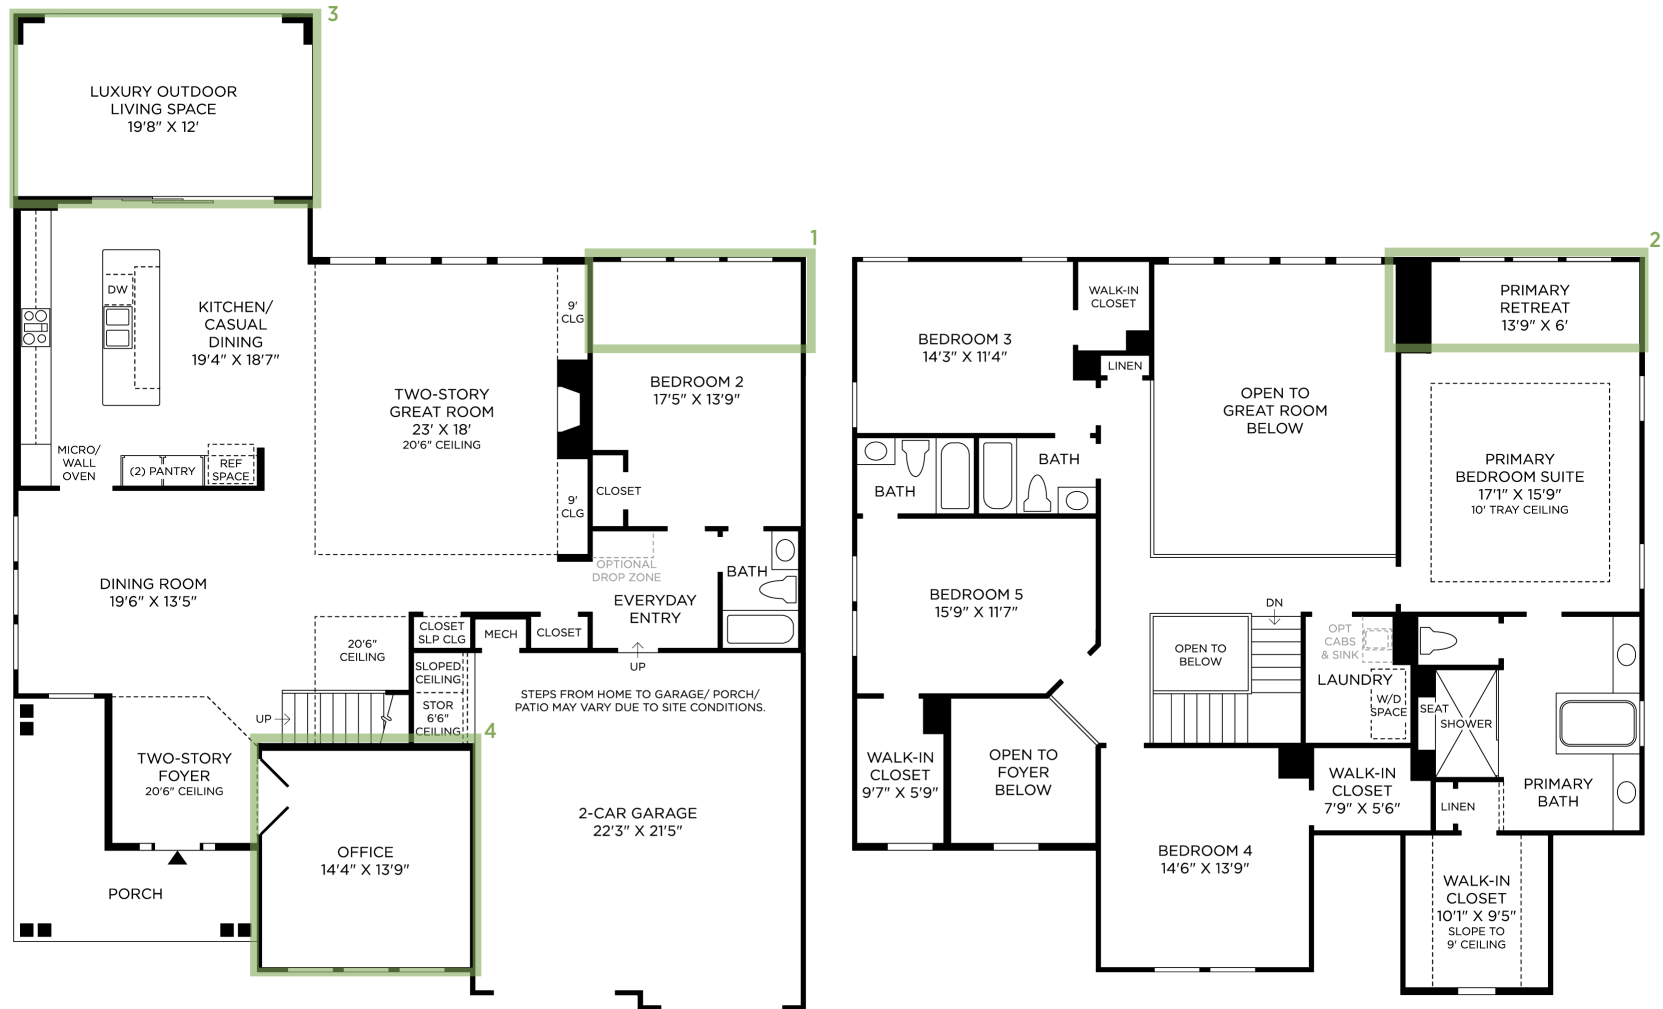 3
LUXURY OUTDOOR
LIVING SPACE
19'8" X 12'
1
DW
KITCHEN/
CASUAL
DINING
19'4" X 18'7"
9'
CLG
TWO-STORY
GREAT ROOM
23' X 18'
20'6" CEILING
BEDROOM 2
17'5" X 13'9"
MICRO/
WALL
OVEN
(2) PANTRY
REF
SPACE
9'
CLG
CLOSET
DINING ROOM
19'6" X 13'5"
OPTIONAL
DROP ZONE
BATH
EVERYDAY
ENTRY
20'6"
CEILING
CLOSET
SLP CLG
MECH
CLOSET
UP
SLOPED
CEILING
STOR
6'6"
CEILING
UP
STEPS FROM HOME TO GARAGE/ PORCH/
PATIO MAY VARY DUE TO SITE CONDITIONS.
4
TWO-STORY
FOYER
20'6" CEILING
2-CAR GARAGE
22'3" X 21'5"
OFFICE
14'4" X 13'9"
PORCH
2
BEDROOM 3
14'3" X 11'4"
WALK-IN
CLOSET
LINEN
PRIMARY
RETREAT
13'9" X 6'
OPEN TO
GREAT ROOM
BELOW
BATH
BATH
PRIMARY
BEDROOM SUITE
17'1" X 15'9"
10' TRAY CEILING
BEDROOM 5
15'9" X 11'7"
DN
OPEN TO
BELOW
OPT
CABS
& SINK
LAUNDRY
W/D
SPACE
SEAT
SHOWER
WALK-IN
CLOSET
9'7" X 5'9"
OPEN TO
FOYER
BELOW
WALK-IN
CLOSET
7'9" X 5'6"
LINEN
PRIMARY
BATH
BEDROOM 4
14'6" X 13'9"
WALK-IN
CLOSET
10'1" X 9'5"
SLOPE TO
9' CEILING